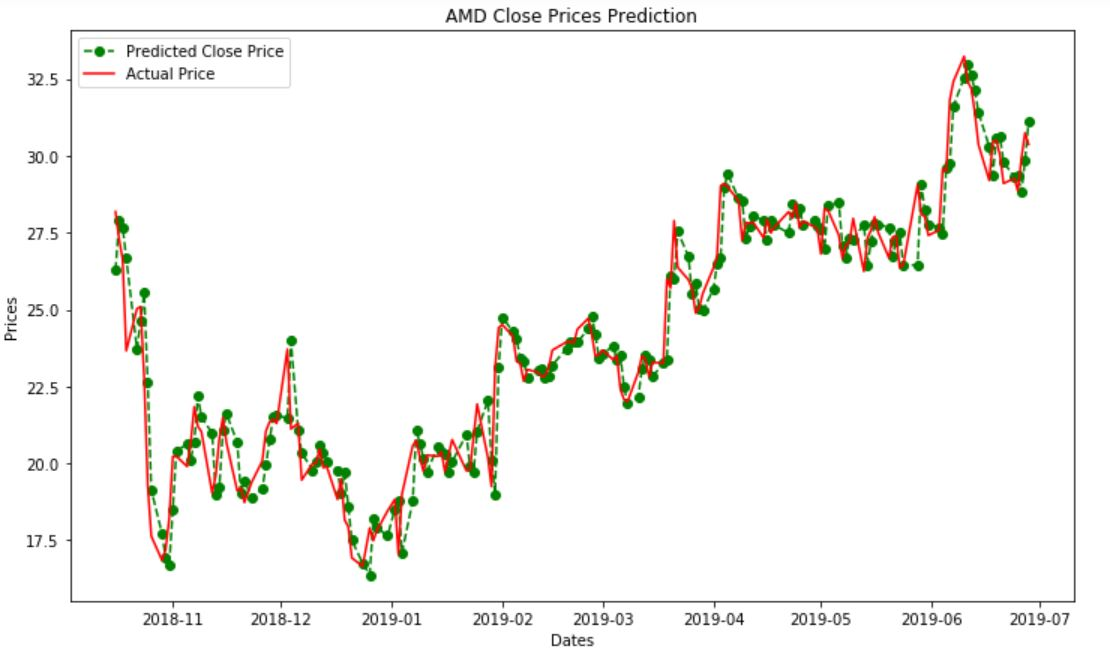 AMD Close Prices Prediction
Predicted Close Price
Actual Price
32.5
30.0
27.5
25.0
22.5
20.0
17.5
Prices
2018-11 2018-12 2019-01 2019-02 2019-03 2019-04 2019-05 2019-06 2019-07
Dates